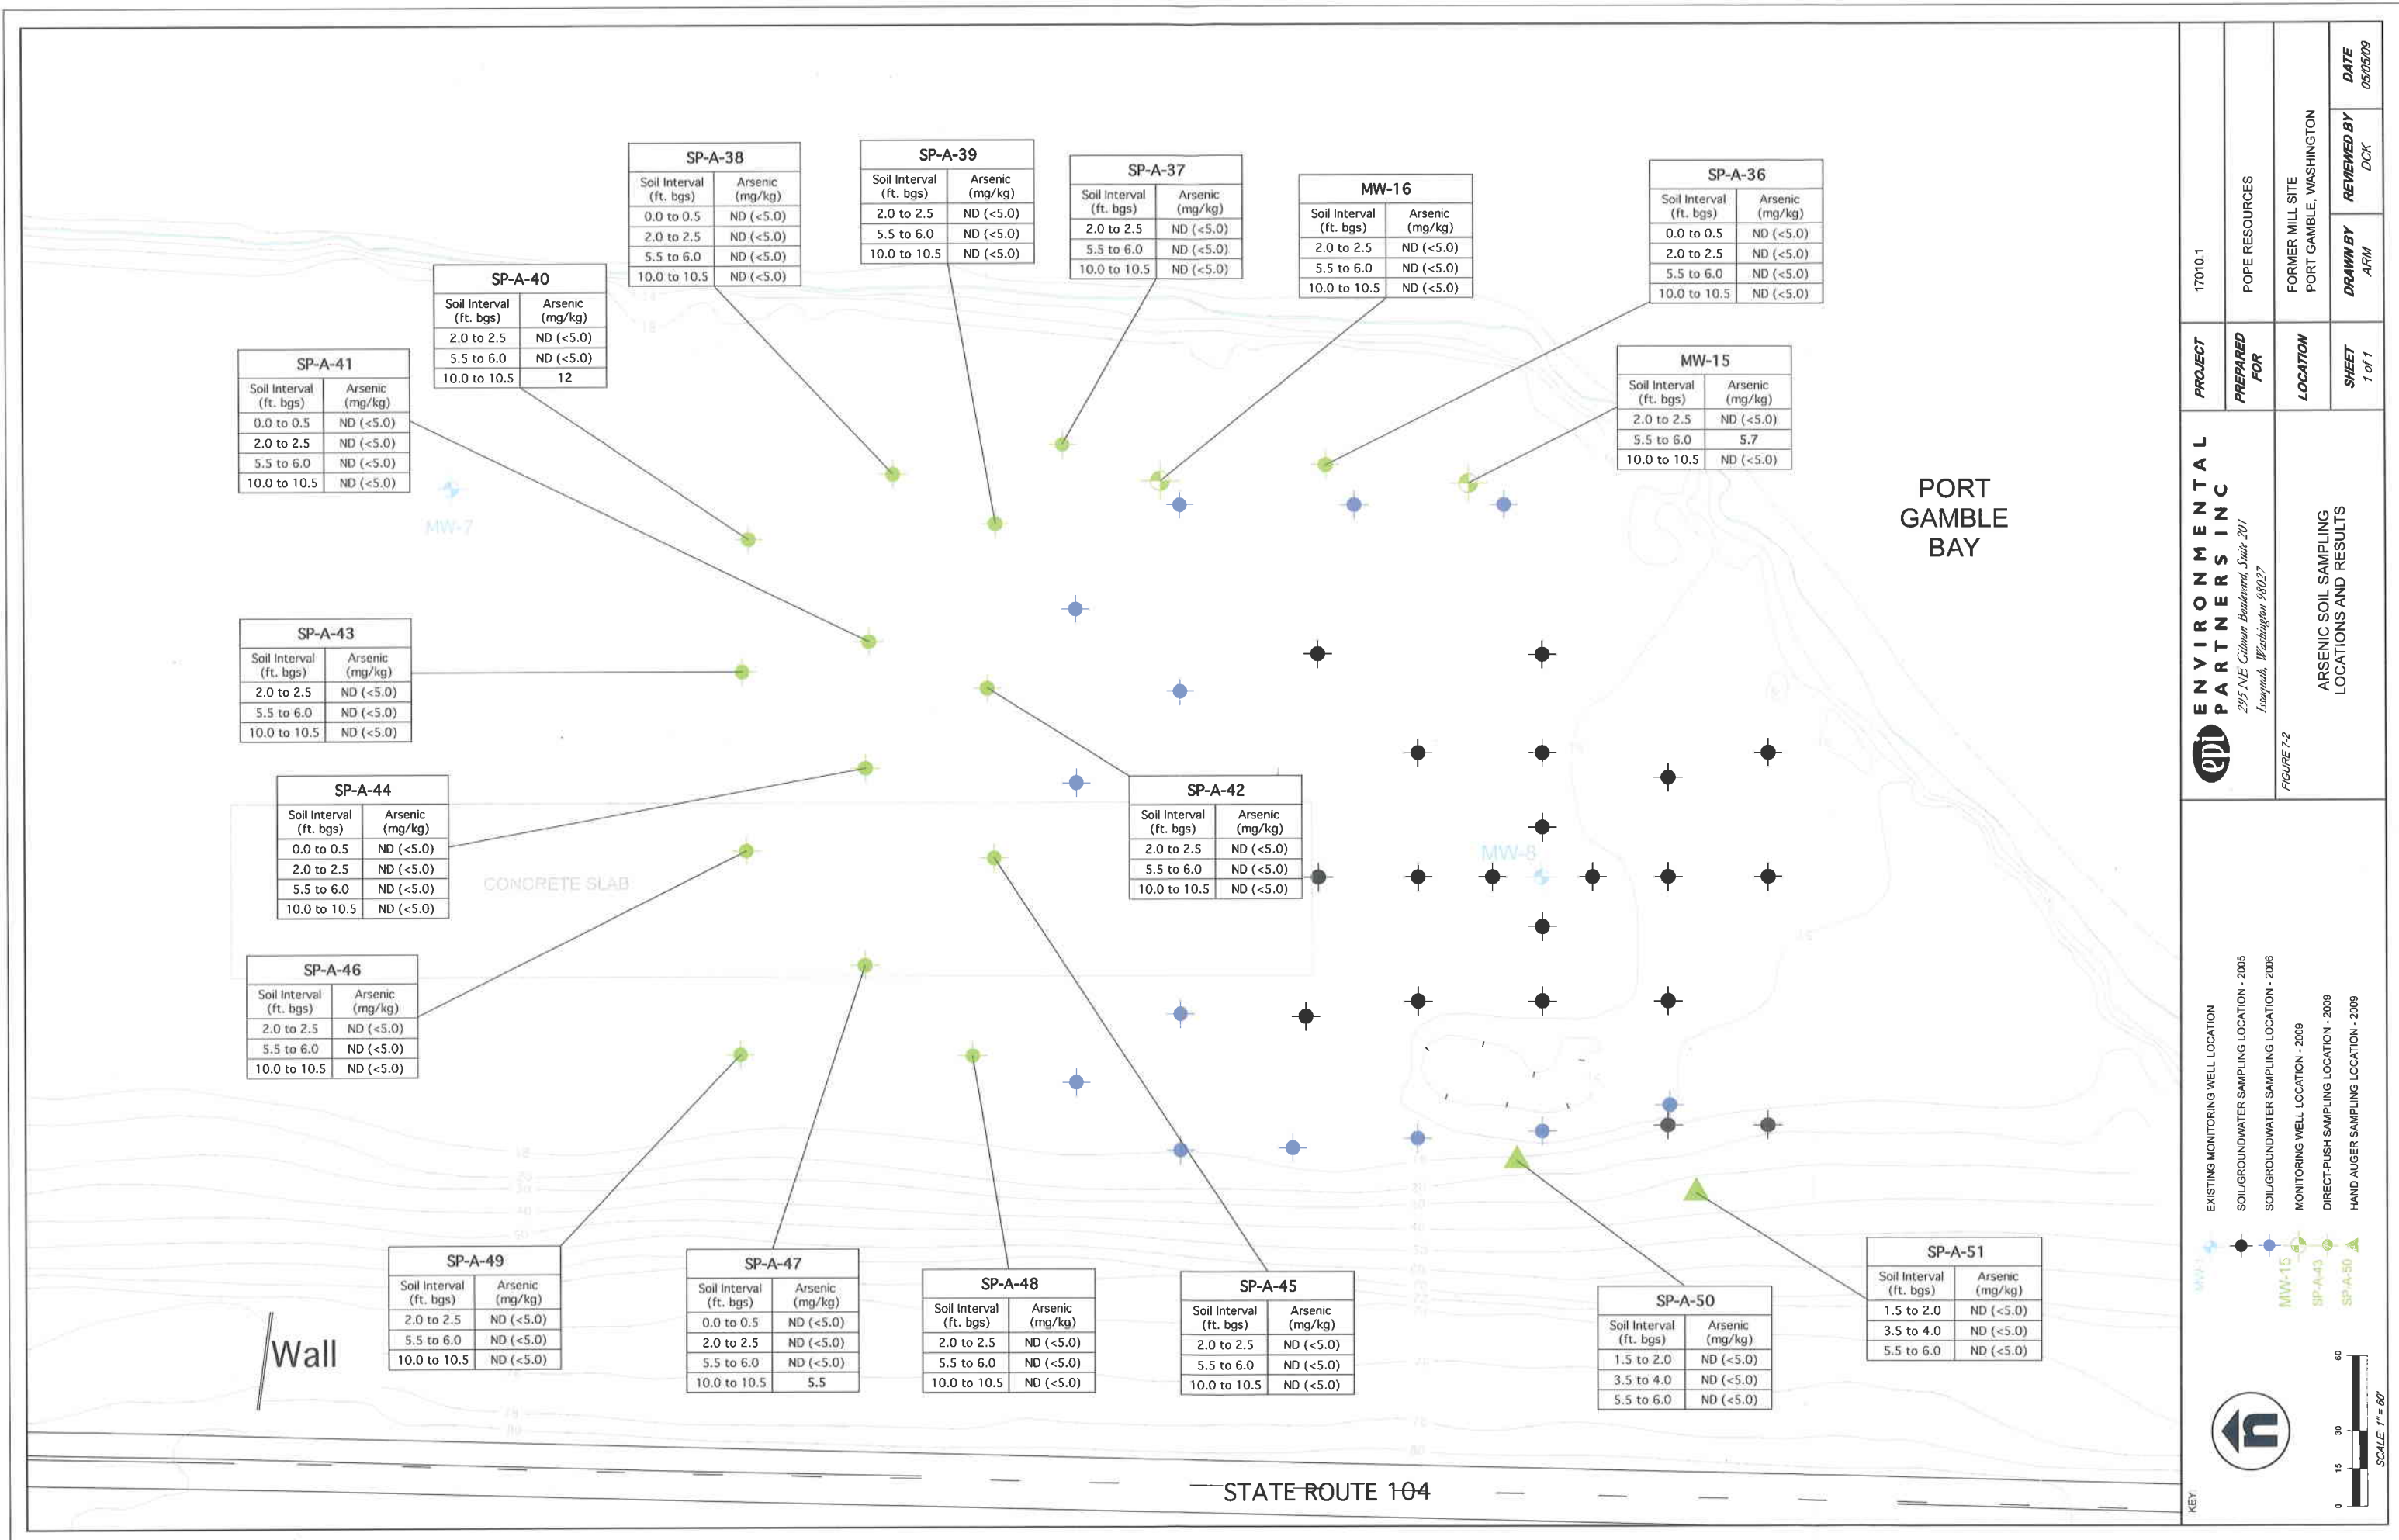 SP-A-38
Soil Interval (ft. bgs) Arsenic (mg/kg)
0.0 to 0.5 ND (<5.0)
2.0 to 2.5 ND (<5.0)
5.5 to 6.0 ND (<5.0)
10.0 to 10.5 ND (<5.0)
SP-A-39
Soil Interval (ft. bgs) Arsenic (mg/kg)
2.0 to 2.5 ND (<5.0)
5.5 to 6.0 ND (<5.0)
10.0 to 10.5 ND (<5.0)
SP-A-37
Soil Interval (ft. bgs) Arsenic (mg/kg)
2.0 to 2.5 ND (<5.0)
5.5 to 6.0 ND (<5.0)
10.0 to 10.5 ND (<5.0)
MW-16
Soil Interval (ft. bgs) Arsenic (mg/kg)
2.0 to 2.5 ND (<5.0)
5.5 to 6.0 ND (<5.0)
10.0 to 10.5 ND (<5.0)
SP-A-36
Soil Interval (ft. bgs) Arsenic (mg/kg)
0.0 to 0.5 ND (<5.0)
2.0 to 2.5 ND (<5.0)
5.5 to 6.0 ND (<5.0)
10.0 to 10.5 ND (<5.0)
SP-A-40
Soil Interval (ft. bgs) Arsenic (mg/kg)
2.0 to 2.5 ND (<5.0)
5.5 to 6.0 ND (<5.0)
10.0 to 10.5 12
SP-A-41
Soil Interval (ft. bgs) Arsenic (mg/kg)
0.0 to 0.5 ND (<5.0)
2.0 to 2.5 ND (<5.0)
5.5 to 6.0 ND (<5.0)
10.0 to 10.5 ND (<5.0)
MW-15
Soil Interval (ft. bgs) Arsenic (mg/kg)
2.0 to 2.5 ND (<5.0)
5.5 to 6.0 5.7
10.0 to 10.5 ND (<5.0)
MW-7
PORT
GAMBLE
BAY
SP-A-43
Soil Interval (ft. bgs) Arsenic (mg/kg)
2.0 to 2.5 ND (<5.0)
5.5 to 6.0 ND (<5.0)
10.0 to 10.5 ND (<5.0)
SP-A-44
Soil Interval (ft. bgs) Arsenic (mg/kg)
0.0 to 0.5 ND (<5.0)
2.0 to 2.5 ND (<5.0)
5.5 to 6.0 ND (<5.0)
10.0 to 10.5 ND (<5.0)
CONCRETE SLAB
SP-A-42
Soil Interval (ft. bgs) Arsenic (mg/kg)
2.0 to 2.5 ND (<5.0)
5.5 to 6.0 ND (<5.0)
10.0 to 10.5 ND (<5.0)
MW-8
SP-A-46
Soil Interval (ft. bgs) Arsenic (mg/kg)
2.0 to 2.5 ND (<5.0)
5.5 to 6.0 ND (<5.0)
10.0 to 10.5 ND (<5.0)
SP-A-49
Soil Interval (ft. bgs) Arsenic (mg/kg)
2.0 to 2.5 ND (<5.0)
5.5 to 6.0 ND (<5.0)
10.0 to 10.5 ND (<5.0)
SP-A-47
Soil Interval (ft. bgs) Arsenic (mg/kg)
0.0 to 0.5 ND (<5.0)
2.0 to 2.5 ND (<5.0)
5.5 to 6.0 ND (<5.0)
10.0 to 10.5 5.5
SP-A-48
Soil Interval (ft. bgs) Arsenic (mg/kg)
2.0 to 2.5 ND (<5.0)
5.5 to 6.0 ND (<5.0)
10.0 to 10.5 ND (<5.0)
SP-A-45
Soil Interval (ft. bgs) Arsenic (mg/kg)
2.0 to 2.5 ND (<5.0)
5.5 to 6.0 ND (<5.0)
10.0 to 10.5 ND (<5.0)
SP-A-50
Soil Interval (ft. bgs) Arsenic (mg/kg)
1.5 to 2.0 ND (<5.0)
3.5 to 4.0 ND (<5.0)
5.5 to 6.0 ND (<5.0)
SP-A-51
Soil Interval (ft. bgs) Arsenic (mg/kg)
1.5 to 2.0 ND (<5.0)
3.5 to 4.0 ND (<5.0)
5.5 to 6.0 ND (<5.0)
Wall
STATE ROUTE 104
KEY:
EXISTING MONITORING WELL LOCATION
SOIL/GROUNDWATER SAMPLING LOCATION - 2005
SOIL/GROUNDWATER SAMPLING LOCATION - 2006
MW-15 MONITORING WELL LOCATION - 2009
SP-A-43 DIRECT-PUSH SAMPLING LOCATION - 2009
SP-A-50 HAND AUGER SAMPLING LOCATION - 2009
n
0 15 30 60
SCALE 1" = 60'
epi
ENVIRONMENTAL
PARTNERS INC
295 NE Gilman Boulevard, Suite 201
Issaquah, Washington 98027
FIGURE 7-2
ARSENIC SOIL SAMPLING
LOCATIONS AND RESULTS
PROJECT 17010.1
PREPARED FOR POPE RESOURCES
LOCATION FORMER MILL SITE
PORT GAMBLE, WASHINGTON
SHEET DRAWN BY REVIEWED BY DATE
1 of 1 ARM DCK 05/05/09